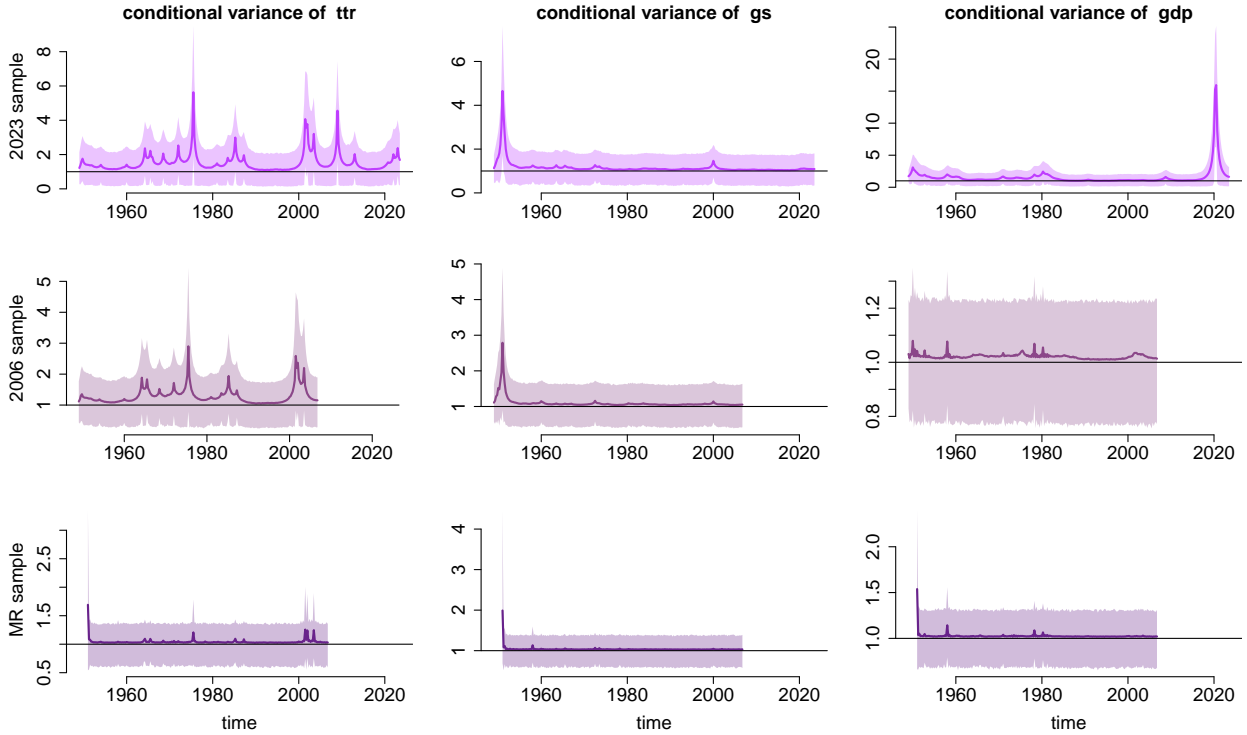 conditional variance of ttr
conditional variance of gs
conditional variance of gdp
2023 sample
0 2 4 6 8
1960 1980 2000 2020
0 2 4 6
1960 1980 2000 2020
0 5 10 20
1960 1980 2000 2020
2006 sample
1 2 3 4 5
1960 1980 2000 2020
1 2 3 4 5
1960 1980 2000 2020
0.8 1.0 1.2
1960 1980 2000 2020
MR sample
0.5 1.5 2.5
1960 1980 2000 2020
time
1 2 3 4
1960 1980 2000 2020
time
1.0 1.5 2.0
1960 1980 2000 2020
time